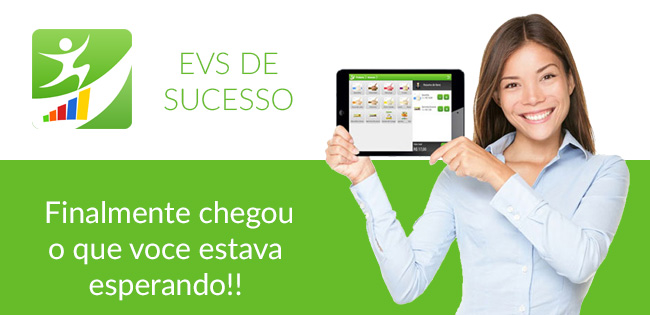 EVS DE
SUCESSO
Finalmente chegou
o que voce estava
esperando!!